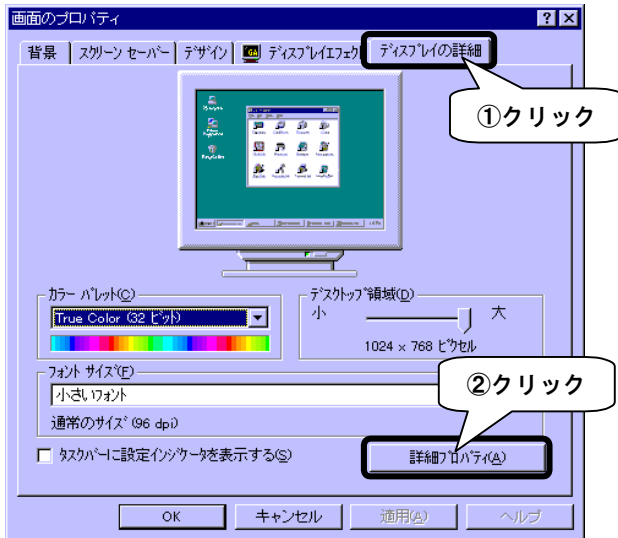 画面のプロパティ
背景 スクリーン セーバー デザイン GA ディスプレイエフェクト ディスプレイの詳細
①クリック
カラー パレット(C)
デスクトップ領域(D)
True Color (32 ビット)
小 大
1024 × 768 ピクセル
フォント サイズ(F)
小さいフォント
②クリック
通常のサイズ (96 dpi)
タスクバーに設定インジケータを表示する(S)
詳細プロパティ(A)
OK キャンセル 適用(A) ヘルプ